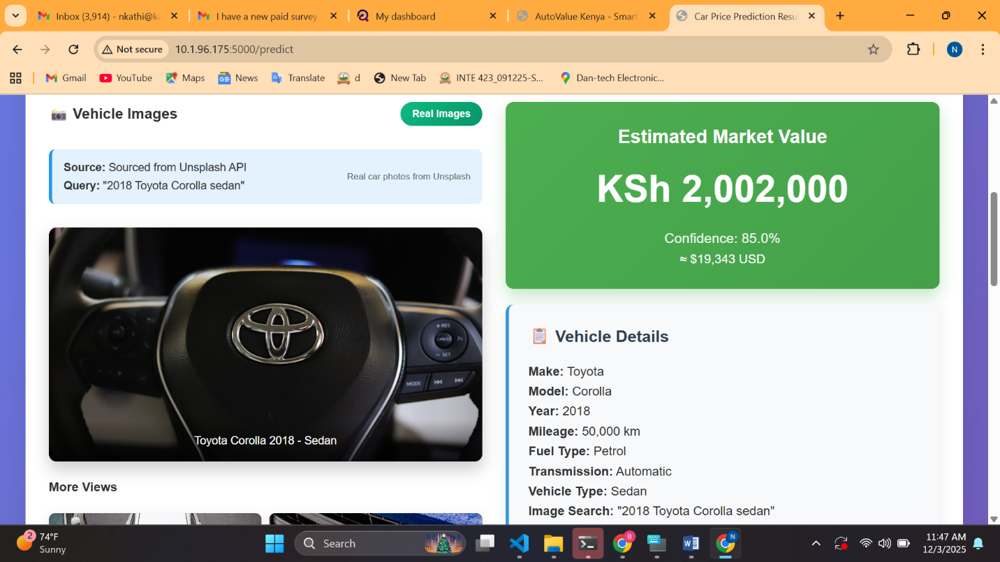 Inbox (3,914) - nkathi@k
I have a new paid survey
My dashboard
AutoValue Kenya - Smart
Car Price Prediction Resu
Not secure
10.1.96.175:5000/predict
N
Gmail
YouTube
Maps
News
Translate
d
New Tab
INTE 423_091225-S...
Dan-tech Electronic...
📷 Vehicle Images
Real Images
Source: Sourced from Unsplash API
Query: "2018 Toyota Corolla sedan"
Real car photos from Unsplash
+ RES
CANCEL
- SET
MODE
Toyota Corolla 2018 - Sedan
More Views
Estimated Market Value
KSh 2,002,000
Confidence: 85.0%
≈ $19,343 USD
📋 Vehicle Details
Make: Toyota
Model: Corolla
Year: 2018
Mileage: 50,000 km
Fuel Type: Petrol
Transmission: Automatic
Vehicle Type: Sedan
Image Search: "2018 Toyota Corolla sedan"
2
74°F
Sunny
Search
B
N
11:47 AM
12/3/2025